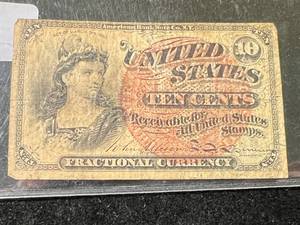 American Bank Note Co. N.Y.
10
UNITED
STATES
TEN CENTS
Receivable for
all United States
Stamps.
FRACTIONAL CURRENCY